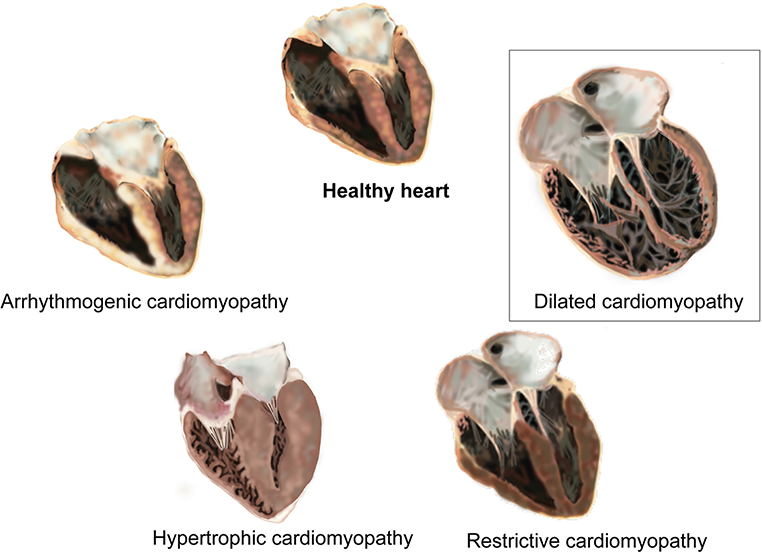 Healthy heart
Arrhythmogenic cardiomyopathy
Dilated cardiomyopathy
Hypertrophic cardiomyopathy
Restrictive cardiomyopathy